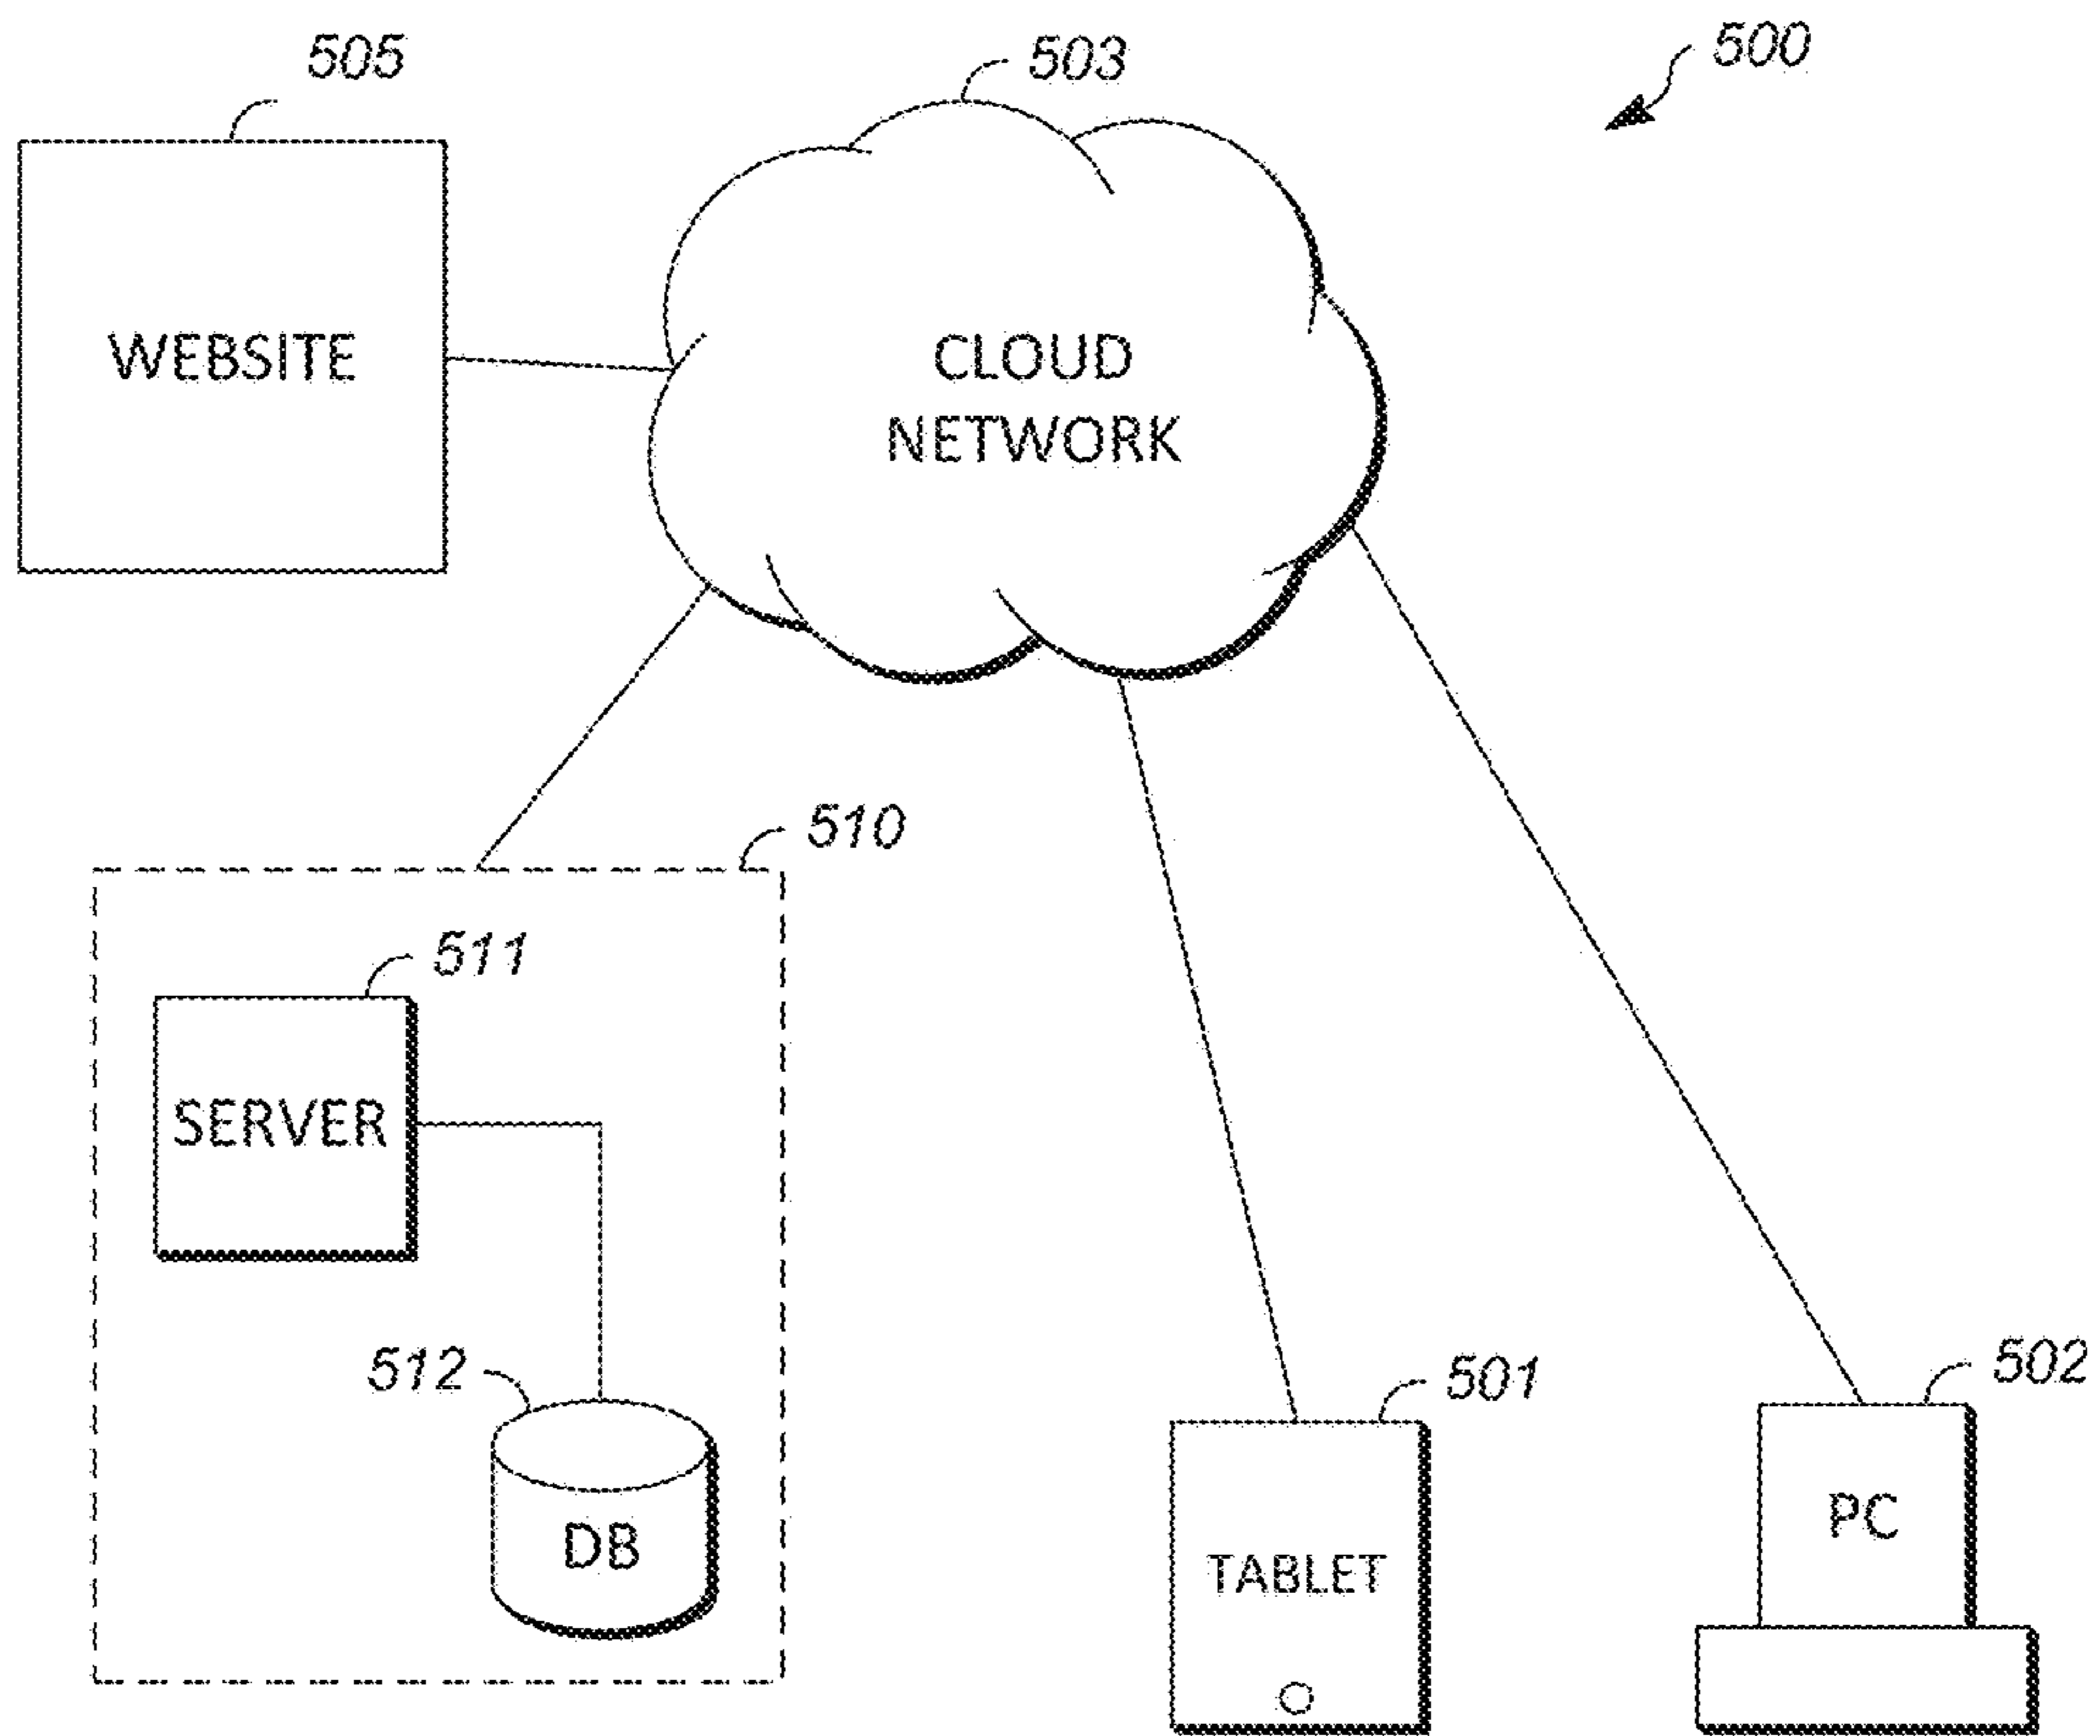 505
503
500
WEBSITE
CLOUD
NETWORK
510
511
SERVER
512
DB
501
TABLET
502
PC